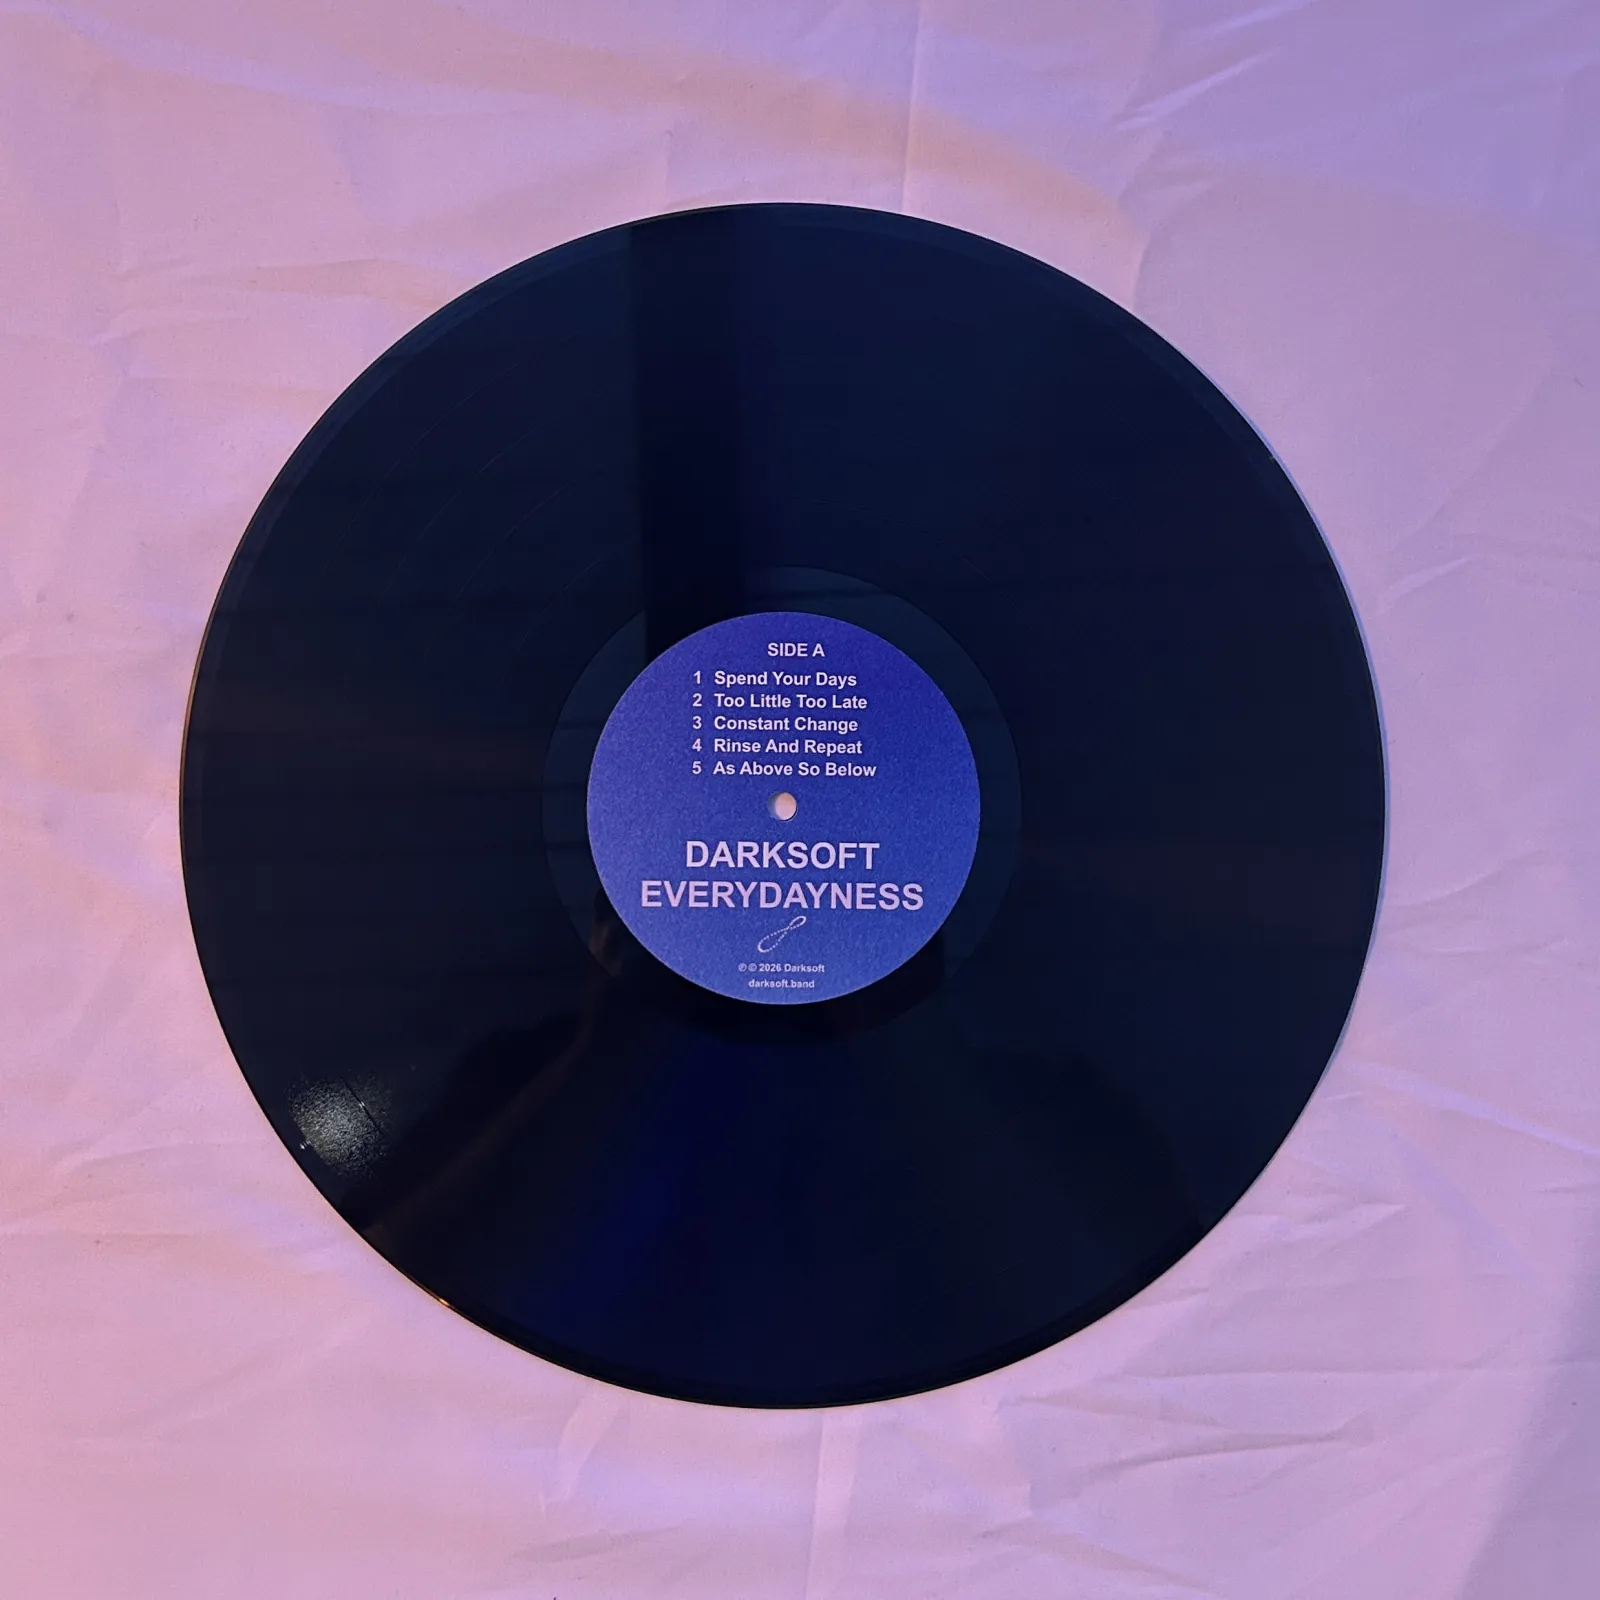 SIDE A
1 Spend Your Days
2 Too Little Too Late
3 Constant Change
4 Rinse And Repeat
5 As Above So Below
DARKSOFT
EVERYDAYNESS
℗ © 2026 Darksoft
darksoft.band